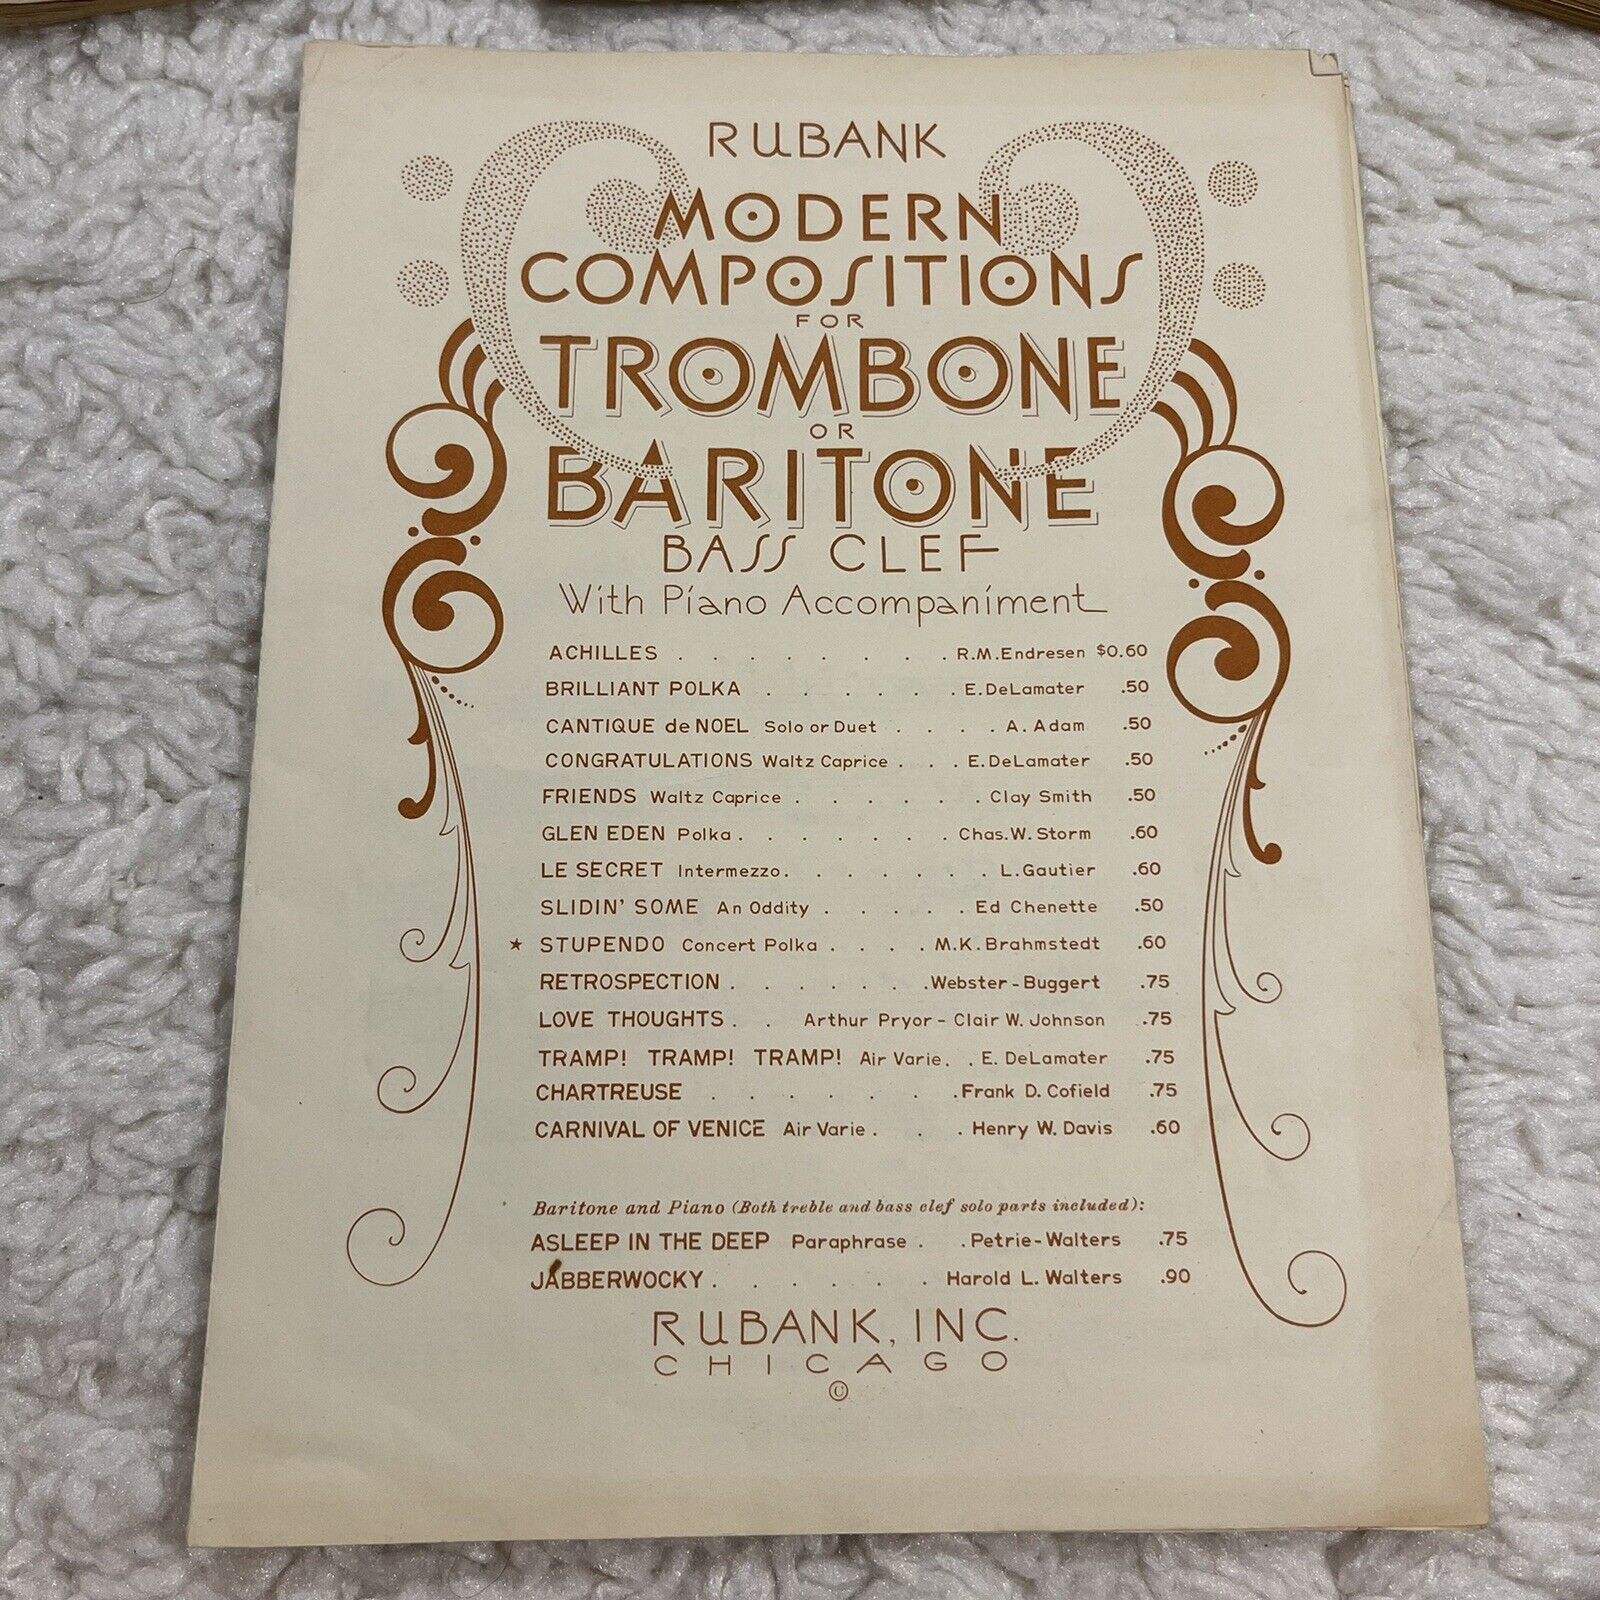 RUBANK
MODERN
COMPOSITIONS
FOR
TROMBONE
OR
BARITONE
BASS CLEF
With Piano Accompaniment
ACHILLES . . . . . . . . R.M. Endresen $0.60
BRILLIANT POLKA . . . . . . E. DeLamater .50
CANTIQUE de NOEL Solo or Duet . . . . A. Adam .50
CONGRATULATIONS Waltz Caprice . . . E. DeLamater .50
FRIENDS Waltz Caprice . . . . . . Clay Smith .50
GLEN EDEN Polka . . . . . . . Chas. W. Storm .60
LE SECRET Intermezzo . . . . . . . L. Gautier .60
SLIDIN' SOME An Oddity . . . . . Ed Chenette .50
★ STUPENDO Concert Polka . . . . M.K. Brahmstedt .60
RETROSPECTION . . . . . . . Webster - Buggert .75
LOVE THOUGHTS . . Arthur Pryor - Clair W. Johnson .75
TRAMP! TRAMP! TRAMP! Air Varie . . E. DeLamater .75
CHARTREUSE . . . . . . . Frank D. Cofield .75
CARNIVAL OF VENICE Air Varie . . . Henry W. Davis .60
Baritone and Piano (Both treble and bass clef solo parts included):
ASLEEP IN THE DEEP Paraphrase . . Petrie - Walters .75
JABBERWOCKY . . . . . . Harold L. Walters .90
RUBANK, INC.
CHICAGO
Ⓤ